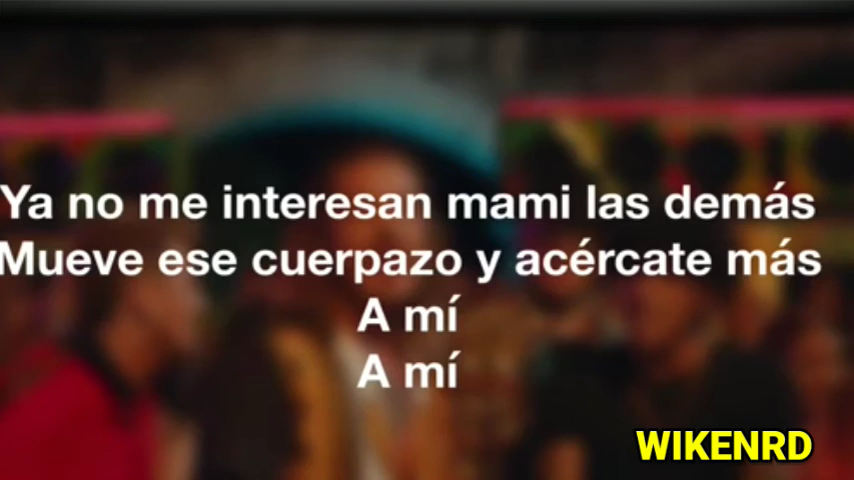 Ya no me interesan mami las demás
Mueve ese cuerpazo y acércate más
A mí
A mí
WIKENRD